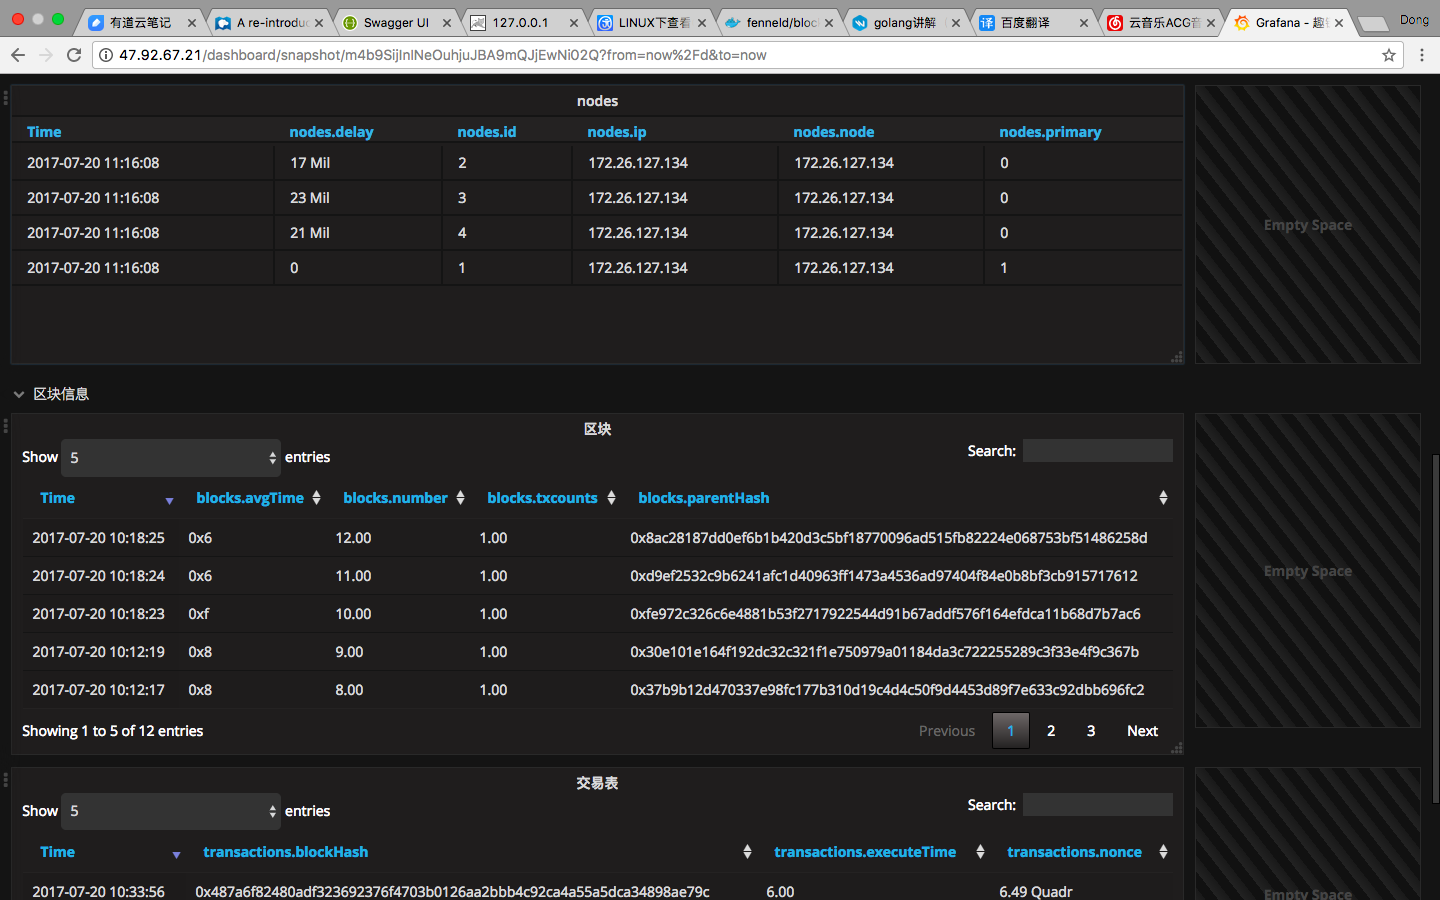 有道云笔记 A re-introduc Swagger UI 127.0.0.1 LINUX下查看 fenneld/bloc golang讲解 百度翻译 云音乐ACG音 Grafana - 趣 Dong
47.92.67.21/dashboard/snapshot/m4b9SijInlNeOuhjuJBA9mQJjEwNi02Q?from=now%2Fd&to=now
nodes
Time nodes.delay nodes.id nodes.ip nodes.node nodes.primary
2017-07-20 11:16:08 17 Mil 2 172.26.127.134 172.26.127.134 0
2017-07-20 11:16:08 23 Mil 3 172.26.127.134 172.26.127.134 0
2017-07-20 11:16:08 21 Mil 4 172.26.127.134 172.26.127.134 0
2017-07-20 11:16:08 0 1 172.26.127.134 172.26.127.134 1
Empty Space
区块信息
区块
Show 5 entries Search:
Time blocks.avgTime blocks.number blocks.txcounts blocks.parentHash
2017-07-20 10:18:25 0x6 12.00 1.00 0x8ac28187dd0ef6b1b420d3c5bf18770096ad515fb82224e068753bf51486258d
2017-07-20 10:18:24 0x6 11.00 1.00 0xd9ef2532c9b6241afc1d40963ff1473a4536ad97404f84e0b8bf3cb915717612
2017-07-20 10:18:23 0xf 10.00 1.00 0xfe972c326c6e4881b53f2717922544d91b67addf576f164efdca11b68d7b7ac6
2017-07-20 10:12:19 0x8 9.00 1.00 0x30e101e164f192dc32c321f1e750979a01184da3c722255289c3f33e4f9c367b
2017-07-20 10:12:17 0x8 8.00 1.00 0x37b9b12d470337e98fc177b310d19c4d4c50f9d4453d89f7e633c92dbb696fc2
Showing 1 to 5 of 12 entries Previous 1 2 3 Next
Empty Space
交易表
Show 5 entries Search:
Time transactions.blockHash transactions.executeTime transactions.nonce
2017-07-20 10:33:56 0x487a6f82480adf323692376f4703b0126aa2bbb4c92ca4a55a5dca34898ae79c 6.00 6.49 Quadr
Empty Space